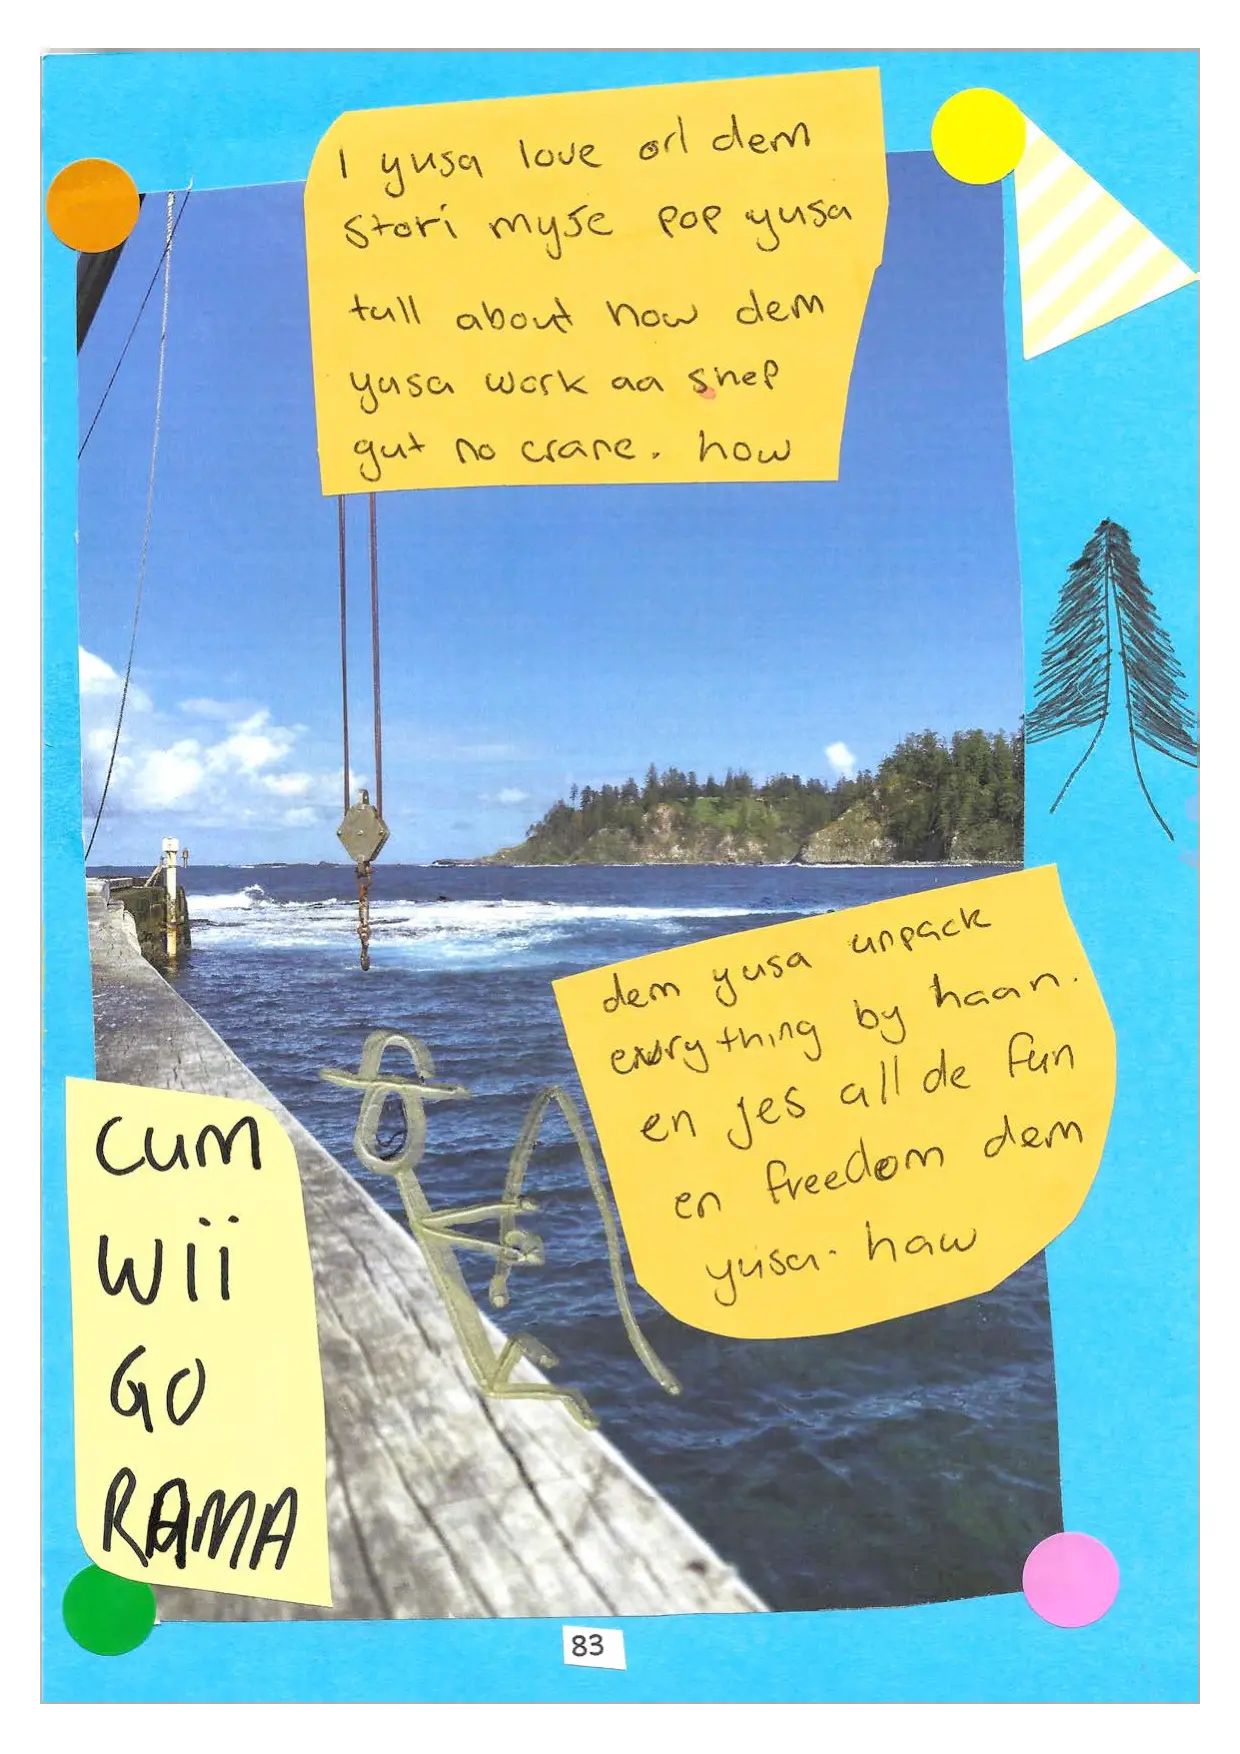 I yusa love orl dem
stori myse pop yusa
tull about how dem
yusa work aa shep
gut no crane. how
dem yusa unpack
everything by haan.
en jes all de fun
en freedom dem
yusa. haw
CUM
WII
GO
RAMA
83